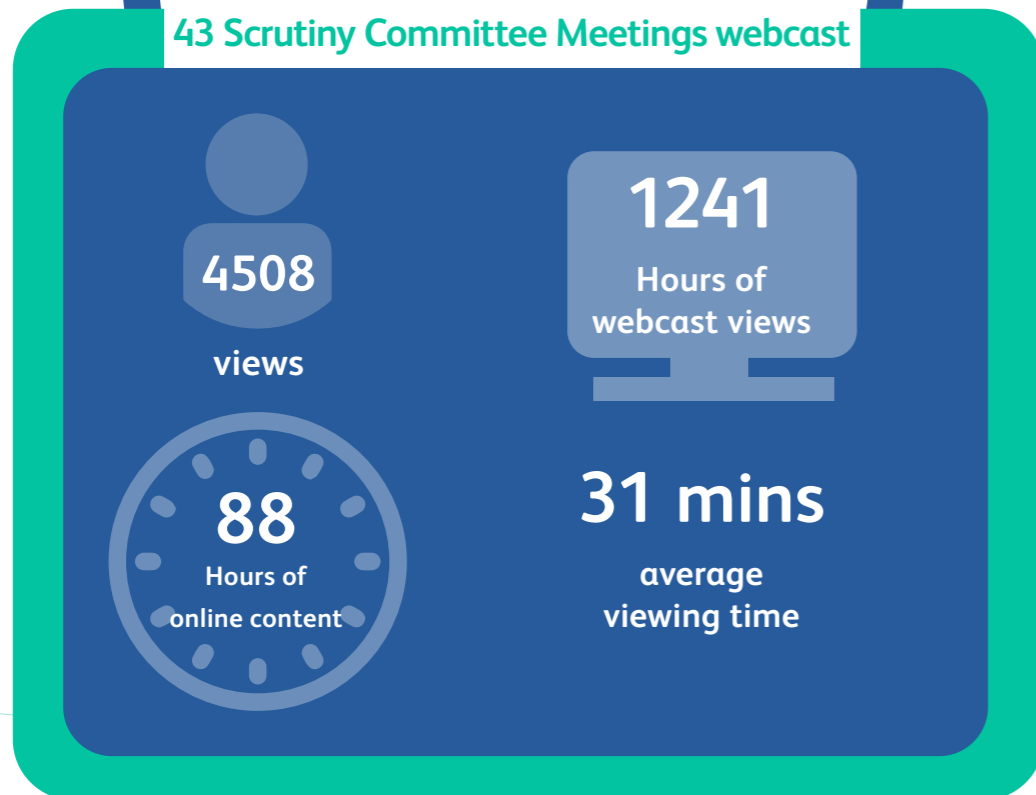 43 Scrutiny Committee Meetings webcast
4508
views
1241
Hours of
webcast views
88
Hours of
online content
31 mins
average
viewing time